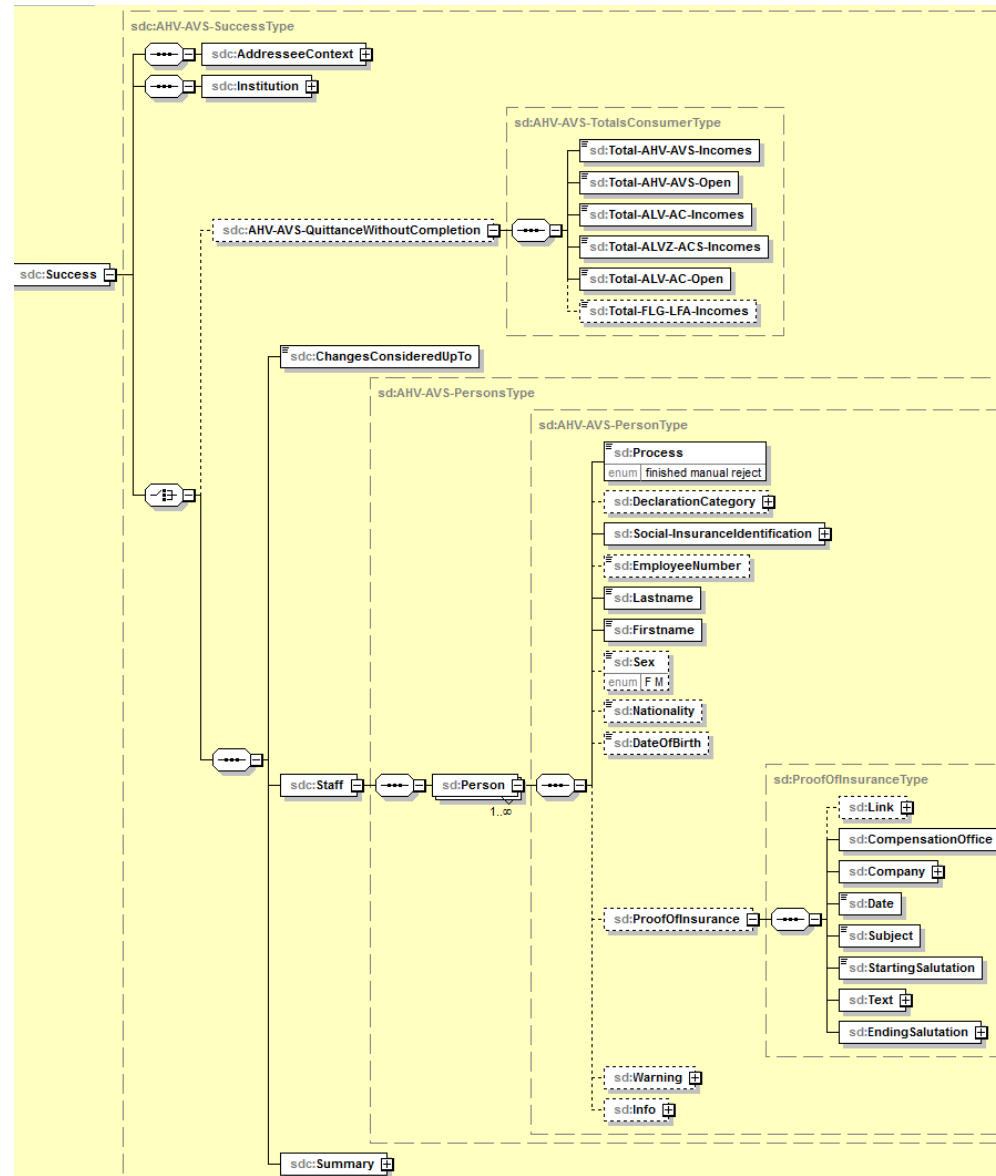 sdc:AHV-AVS-SuccessType
sdc:AddresseeContext
sdc:Institution
sd:AHV-AVS-TotalsConsumerType
sd:Total-AHV-AVS-Incomes
sd:Total-AHV-AVS-Open
sd:Total-ALV-AC-Incomes
sdc:AHV-AVS-QuittanceWithoutCompletion
sd:Total-ALVZ-ACS-Incomes
sdc:Success
sd:Total-ALV-AC-Open
sd:Total-FLG-LFA-Incomes
sdc:ChangesConsideredUpTo
sd:AHV-AVS-PersonsType
sd:AHV-AVS-PersonType
sd:Process
enum finished manual reject
sd:DeclarationCategory
sd:Social-InsuranceIdentification
sd:EmployeeNumber
sd:Lastname
sd:Firstname
sd:Sex
enum F M
sd:Nationality
sd:DateOfBirth
sd:ProofOfInsuranceType
sdc:Staff
sd:Person
1..∞
sd:Link
sd:CompensationOffice
sd:Company
sd:Date
sd:ProofOfInsurance
sd:Subject
sd:StartingSalutation
sd:Text
sd:EndingSalutation
sd:Warning
sd:Info
sdc:Summary